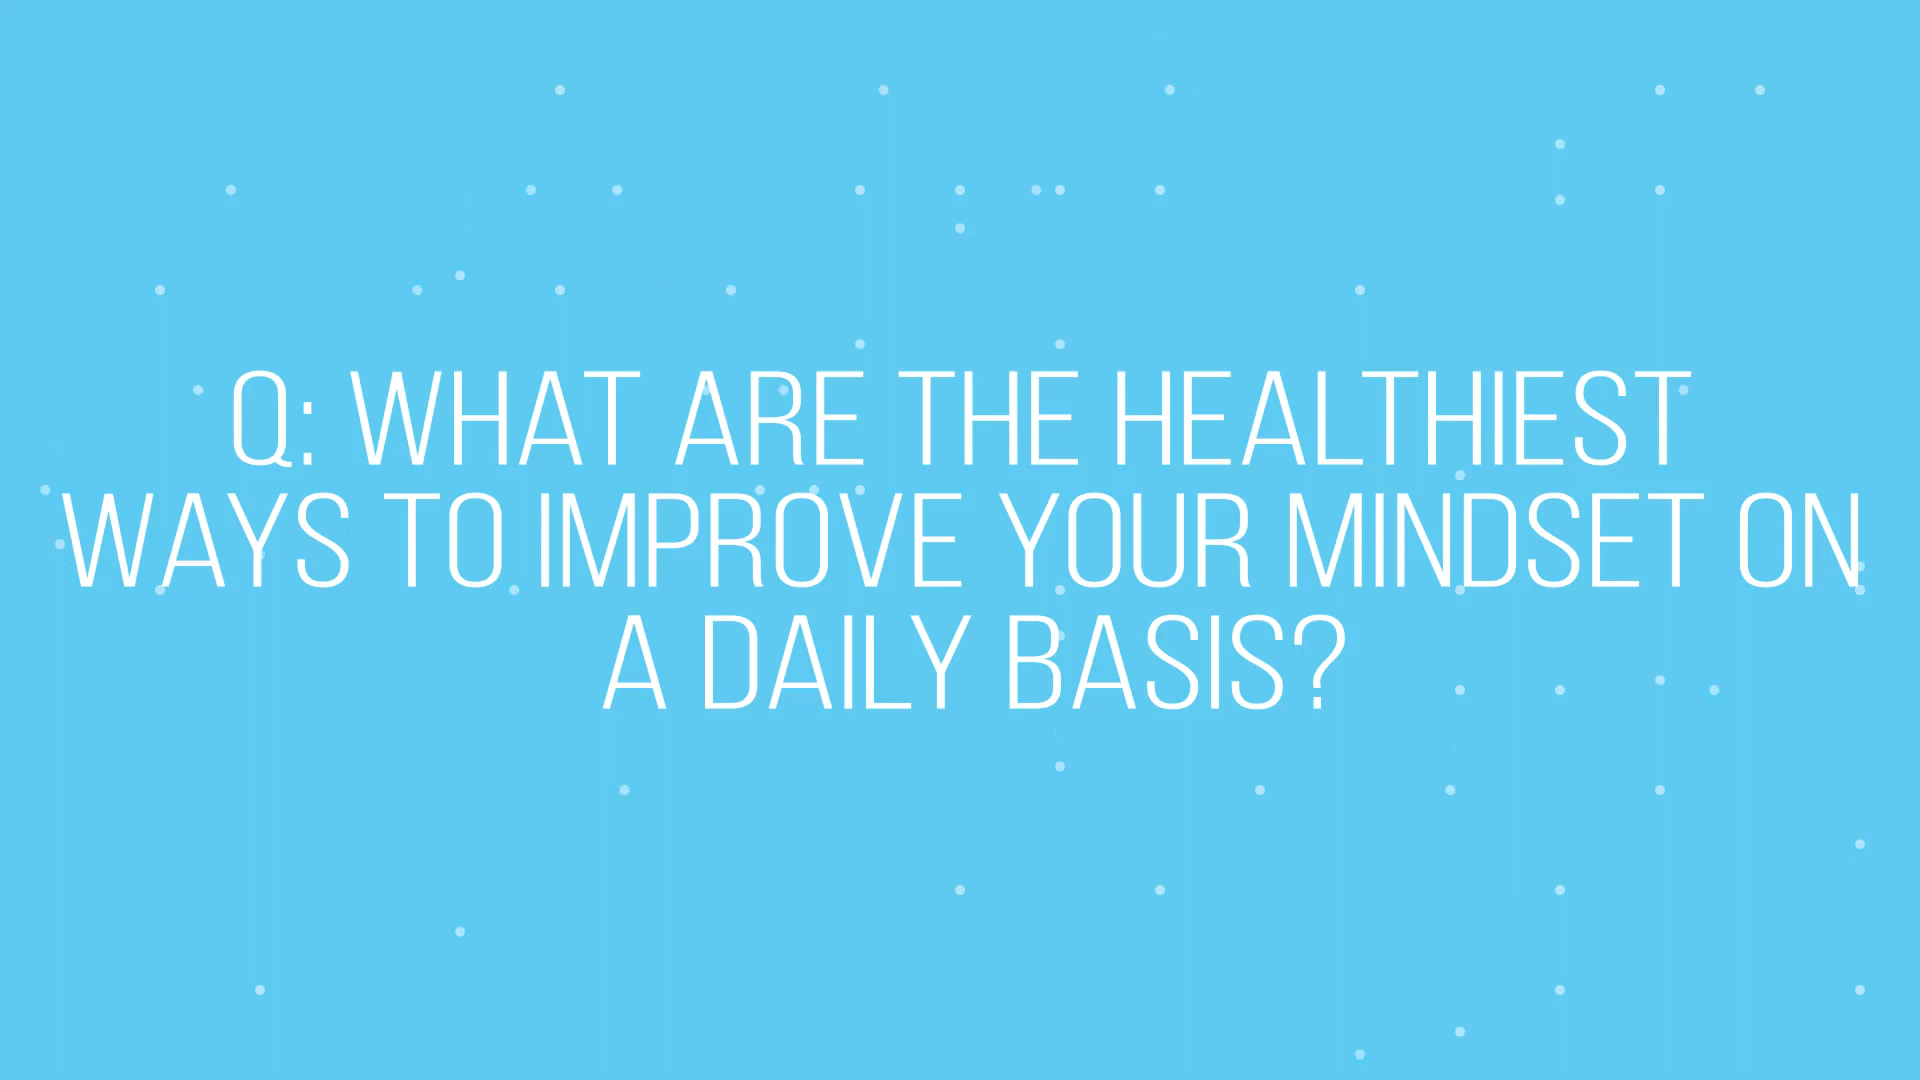 Q: WHAT ARE THE HEALTHIEST
WAYS TO IMPROVE YOUR MINDSET ON
A DAILY BASIS?